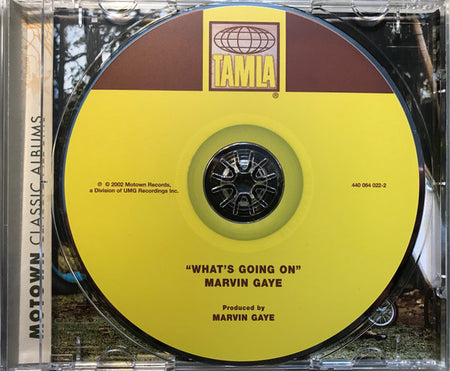 MOTOWN CLASSIC ALBUMS
TAMLA
®
℗ © 2002 Motown Records,
a Division of UMG Recordings Inc.
440 064 022-2
"WHAT'S GOING ON"
MARVIN GAYE
Produced by
MARVIN GAYE